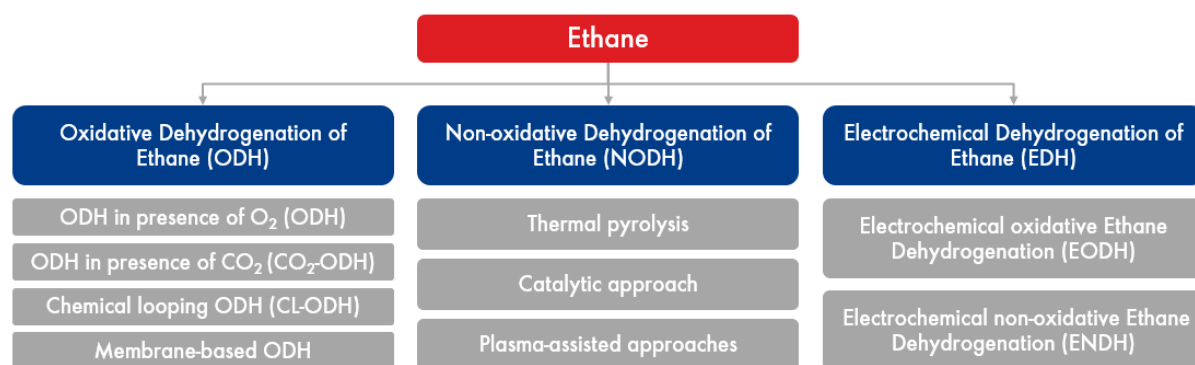 Ethane
Oxidative Dehydrogenation of
Ethane (ODH)
ODH in presence of O₂ (ODH)
ODH in presence of CO₂ (CO₂-ODH)
Chemical looping ODH (CL-ODH)
Membrane-based ODH
Non-oxidative Dehydrogenation of
Ethane (NODH)
Thermal pyrolysis
Catalytic approach
Plasma-assisted approaches
Electrochemical Dehydrogenation of
Ethane (EDH)
Electrochemical oxidative Ethane
Dehydrogenation (EODH)
Electrochemical non-oxidative Ethane
Dehydrogenation (ENDH)